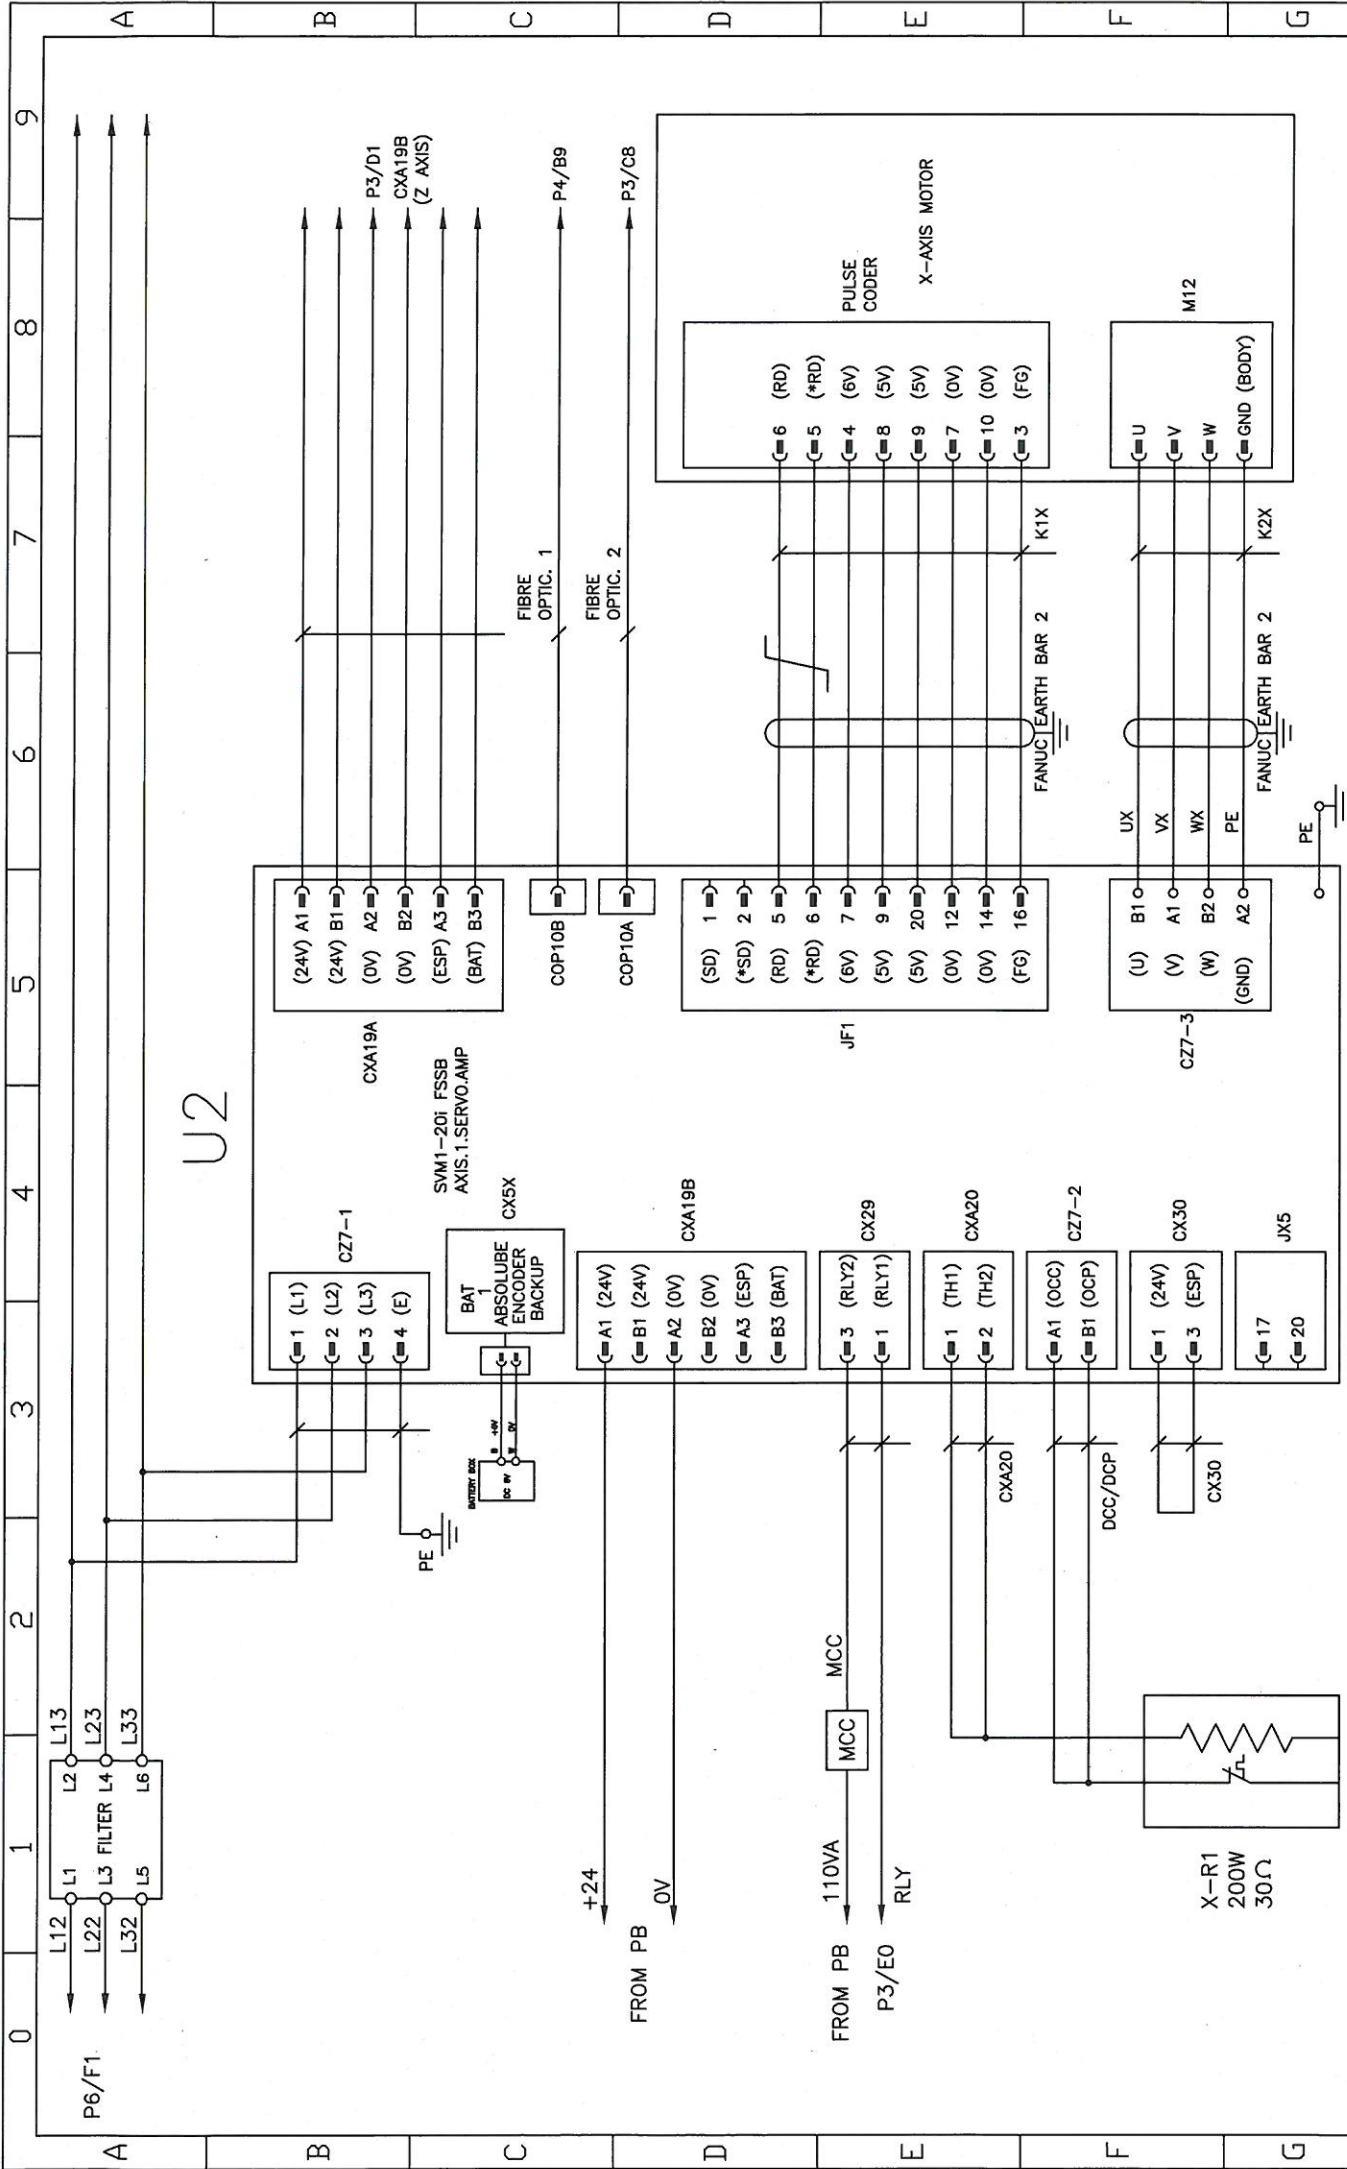 0 1 2 3 4 5 6 7 8 9
A
B
C
D
E
F
G
A
B
C
D
E
F
G
P6/F1
L12
L22
L32
L1
L3
L5
FILTER
L2
L4
L6
L13
L23
L33
U2
PE
CZ7-1
1 (L1)
2 (L2)
3 (L3)
4 (E)
SVM1-20i FSSB
AXIS.1.SERVO.AMP
BATTERY BOX
DC 6V
R +6V
W 0V
BAT
1
ABSOLUBE
ENCODER
BACKUP
CX5X
+24
FROM PB
0V
CXA19B
A1 (24V)
B1 (24V)
A2 (0V)
B2 (0V)
A3 (ESP)
B3 (BAT)
FROM PB
110VA
MCC
MCC
P3/E0
RLY
CX29
3 (RLY2)
1 (RLY1)
CXA20
CXA20
1 (TH1)
2 (TH2)
DCC/DCP
CZ7-2
A1 (OCC)
B1 (OCP)
CX30
CX30
1 (24V)
3 (ESP)
JX5
17
20
X-R1
200W
30Ω
CXA19A
(24V) A1
(24V) B1
(0V) A2
(0V) B2
(ESP) A3
(BAT) B3
P3/D1
CXA19B
(Z AXIS)
COP10B
FIBRE
OPTIC. 1
P4/B9
COP10A
FIBRE
OPTIC. 2
P3/C8
JF1
(SD) 1
(*SD) 2
(RD) 5
(*RD) 6
(6V) 7
(5V) 9
(5V) 20
(0V) 12
(0V) 14
(FG) 16
FANUC EARTH BAR 2
K1X
6 (RD)
5 (*RD)
4 (6V)
8 (5V)
9 (5V)
7 (0V)
10 (0V)
3 (FG)
PULSE
CODER
X-AXIS MOTOR
CZ7-3
(U) B1
(V) A1
(W) B2
(GND) A2
UX
VX
WX
PE
FANUC EARTH BAR 2
K2X
U
V
W
GND (BODY)
M12
PE